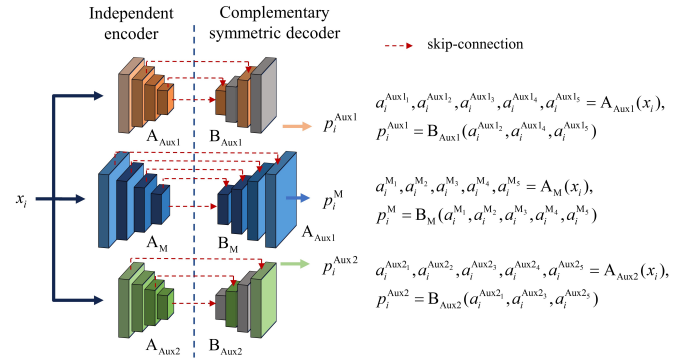 Independent encoder
Complementary symmetric decoder
skip-connection
x_i
A_Aux1
B_Aux1
p_i^Aux1
a_i^{Aux1_1}, a_i^{Aux1_2}, a_i^{Aux1_3}, a_i^{Aux1_4}, a_i^{Aux1_5} = A_Aux1(x_i),
p_i^{Aux1} = B_Aux1(a_i^{Aux1_2}, a_i^{Aux1_4}, a_i^{Aux1_5})
A_M
B_M
p_i^M
A_Aux1
a_i^{M_1}, a_i^{M_2}, a_i^{M_3}, a_i^{M_4}, a_i^{M_5} = A_M(x_i),
p_i^M = B_M(a_i^{M_1}, a_i^{M_2}, a_i^{M_3}, a_i^{M_4}, a_i^{M_5})
A_Aux2
B_Aux2
p_i^{Aux2}
a_i^{Aux2_1}, a_i^{Aux2_2}, a_i^{Aux2_3}, a_i^{Aux2_4}, a_i^{Aux2_5} = A_Aux2(x_i),
p_i^{Aux2} = B_Aux2(a_i^{Aux2_1}, a_i^{Aux2_3}, a_i^{Aux2_5})